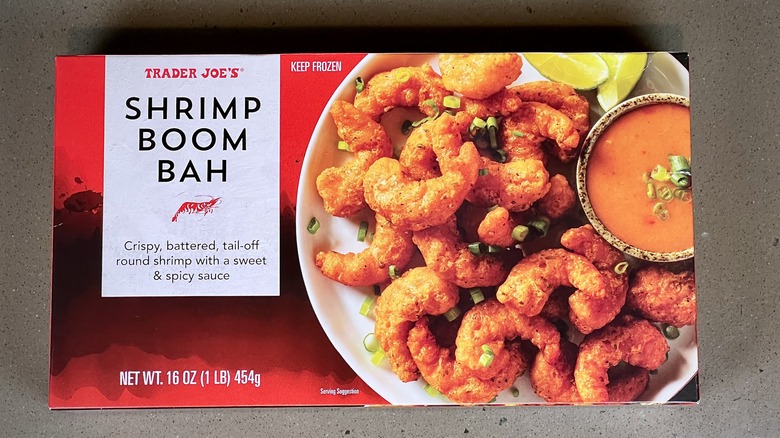 TRADER JOE'S®
KEEP FROZEN
SHRIMP
BOOM
BAH
Crispy, battered, tail-off
round shrimp with a sweet
& spicy sauce
NET WT. 16 OZ (1 LB) 454g
Serving Suggestion